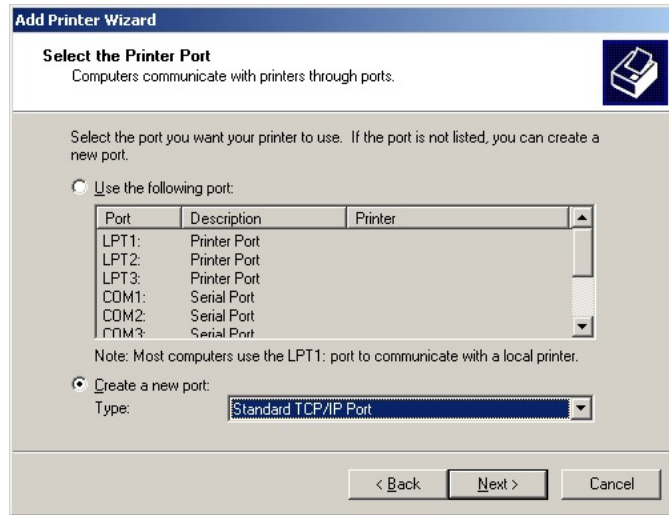 Add Printer Wizard
Select the Printer Port
Computers communicate with printers through ports.
Select the port you want your printer to use. If the port is not listed, you can create a
new port.
Use the following port:
Port Description Printer
LPT1: Printer Port
LPT2: Printer Port
LPT3: Printer Port
COM1: Serial Port
COM2: Serial Port
COM3: Serial Port
Note: Most computers use the LPT1: port to communicate with a local printer.
Create a new port:
Type: Standard TCP/IP Port
< Back Next > Cancel